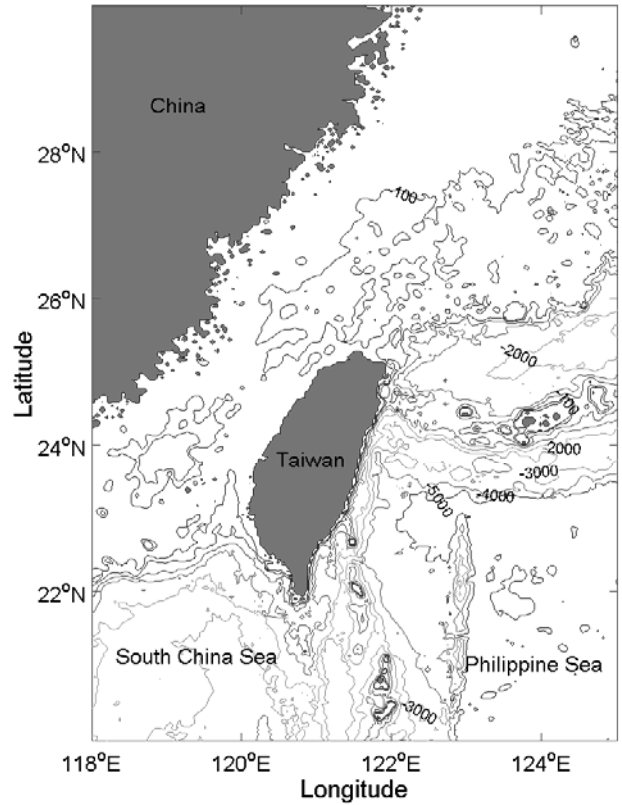 China
28°N
-100
26°N
-2000
Latitude
-100
24°N
Taiwan
-2000
-3000
-4000
-5000
22°N
South China Sea
Philippine Sea
-3000
118°E
120°E
122°E
124°E
Longitude